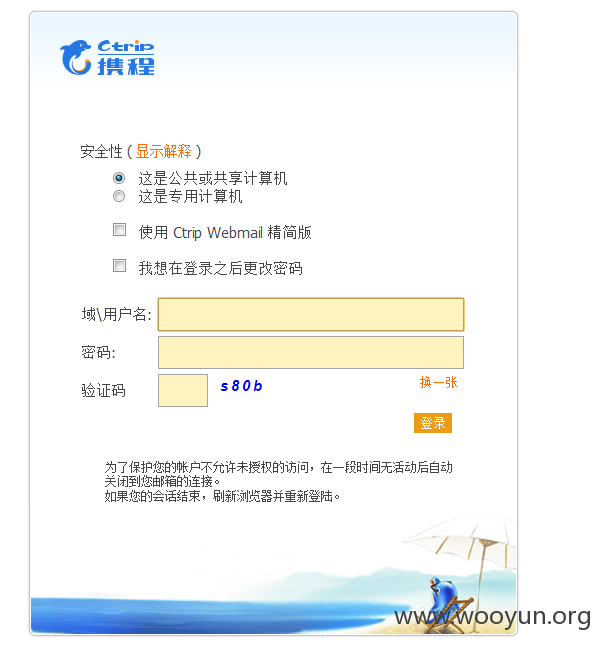 Ctrip
携程
安全性 ( 显示解释 )
这是公共或共享计算机
这是专用计算机
使用 Ctrip Webmail 精简版
我想在登录之后更改密码
域\用户名:
密码:
验证码 s80b 换一张
登录
为了保护您的帐户不允许未授权的访问，在一段时间无活动后自动
关闭到您邮箱的连接。
如果您的会话结束，刷新浏览器并重新登陆。
www.wooyun.org